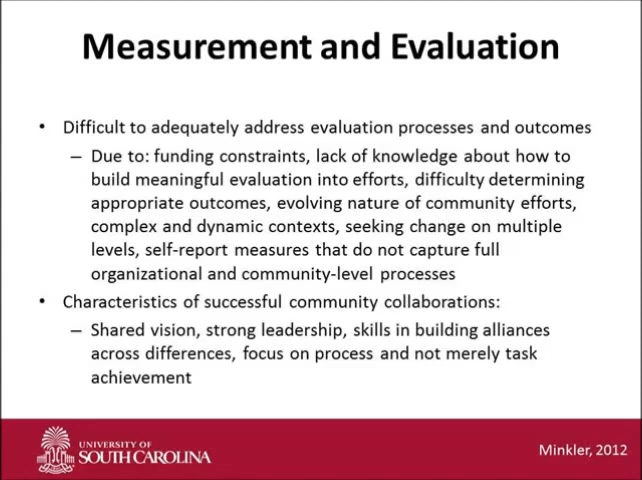 Measurement and Evaluation
• Difficult to adequately address evaluation processes and outcomes
– Due to: funding constraints, lack of knowledge about how to
build meaningful evaluation into efforts, difficulty determining
appropriate outcomes, evolving nature of community efforts,
complex and dynamic contexts, seeking change on multiple
levels, self-report measures that do not capture full
organizational and community-level processes
• Characteristics of successful community collaborations:
– Shared vision, strong leadership, skills in building alliances
across differences, focus on process and not merely task
achievement
UNIVERSITY OF
SOUTH CAROLINA
Minkler, 2012